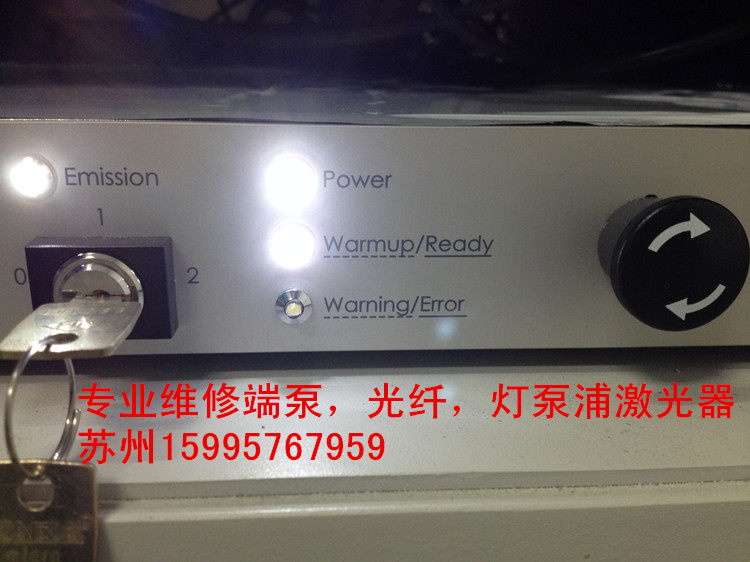 Emission
Power
1
Warmup/Ready
0
2
Warning/Error
专业维修端泵，光纤，灯泵浦激光器
苏州15995767959